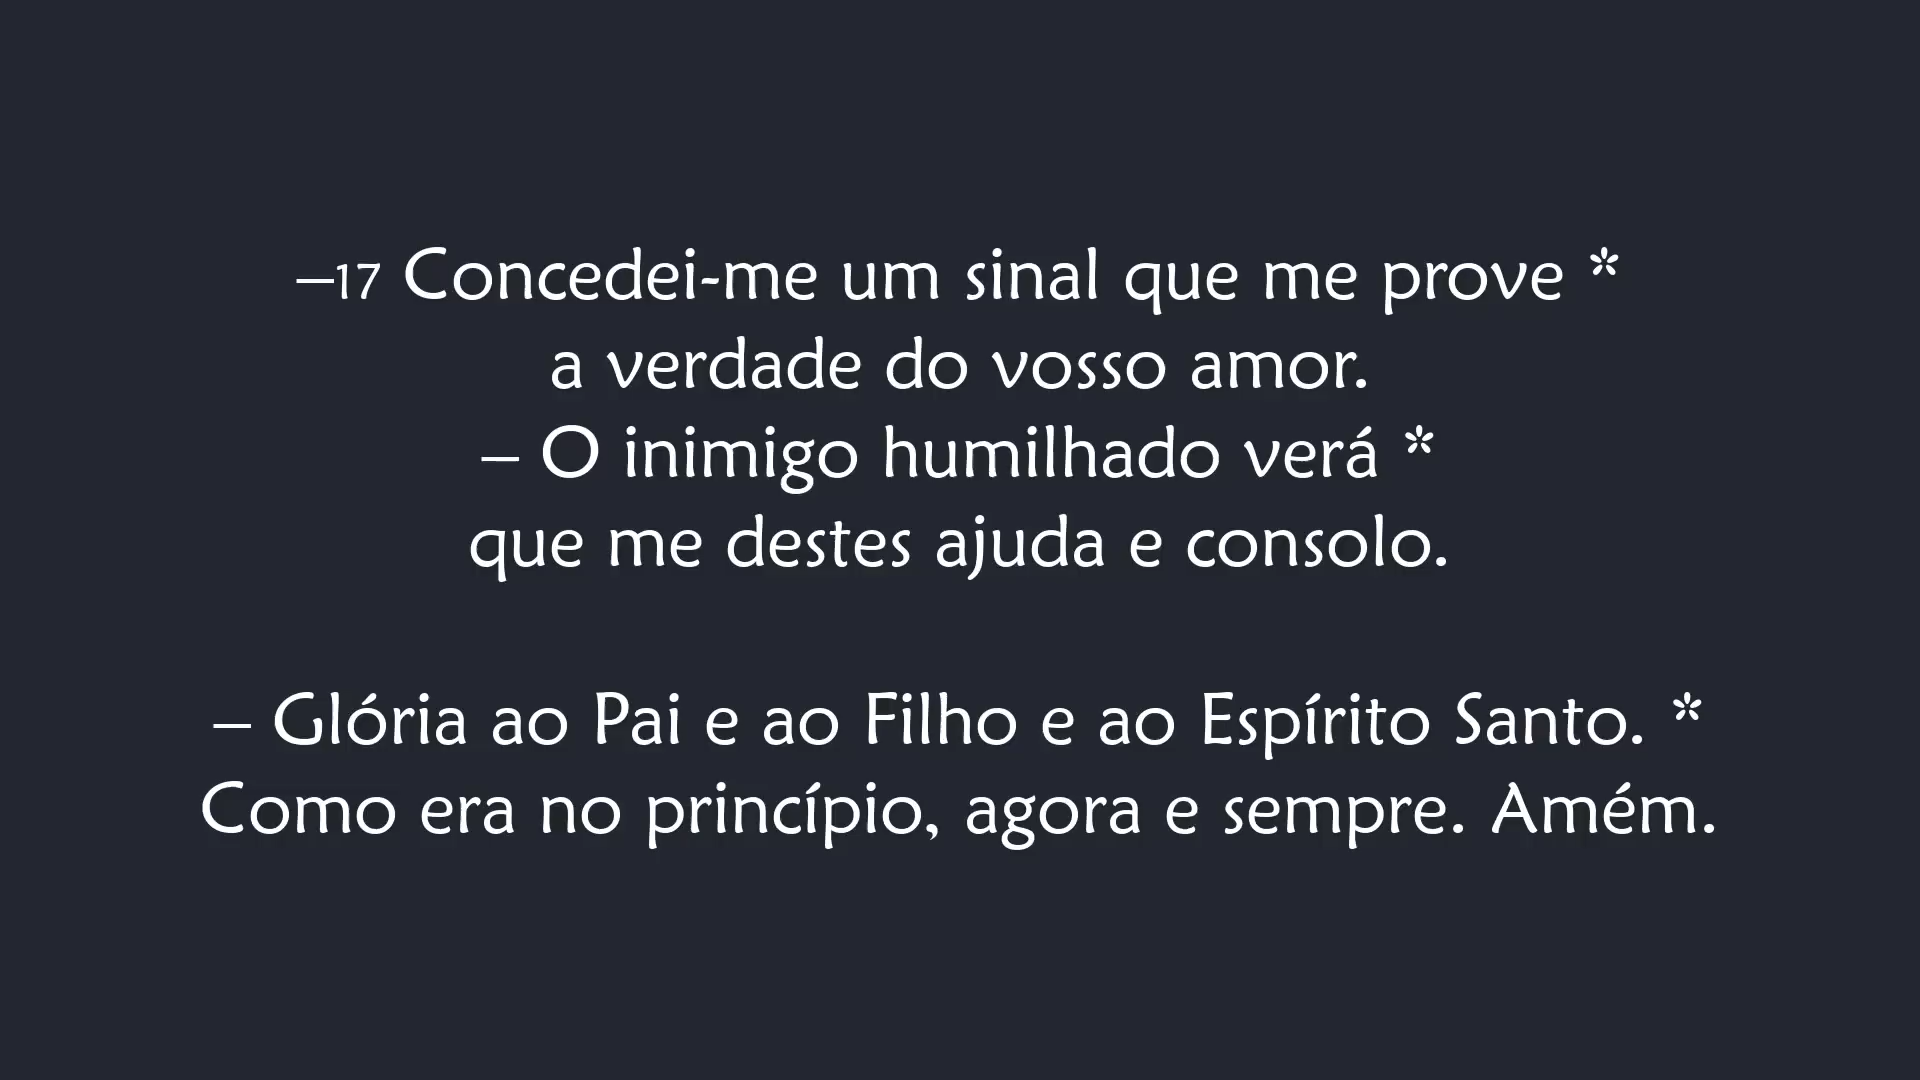 –17 Concedei-me um sinal que me prove *
a verdade do vosso amor.
– O inimigo humilhado verá *
que me destes ajuda e consolo.
– Glória ao Pai e ao Filho e ao Espírito Santo. *
Como era no princípio, agora e sempre. Amém.